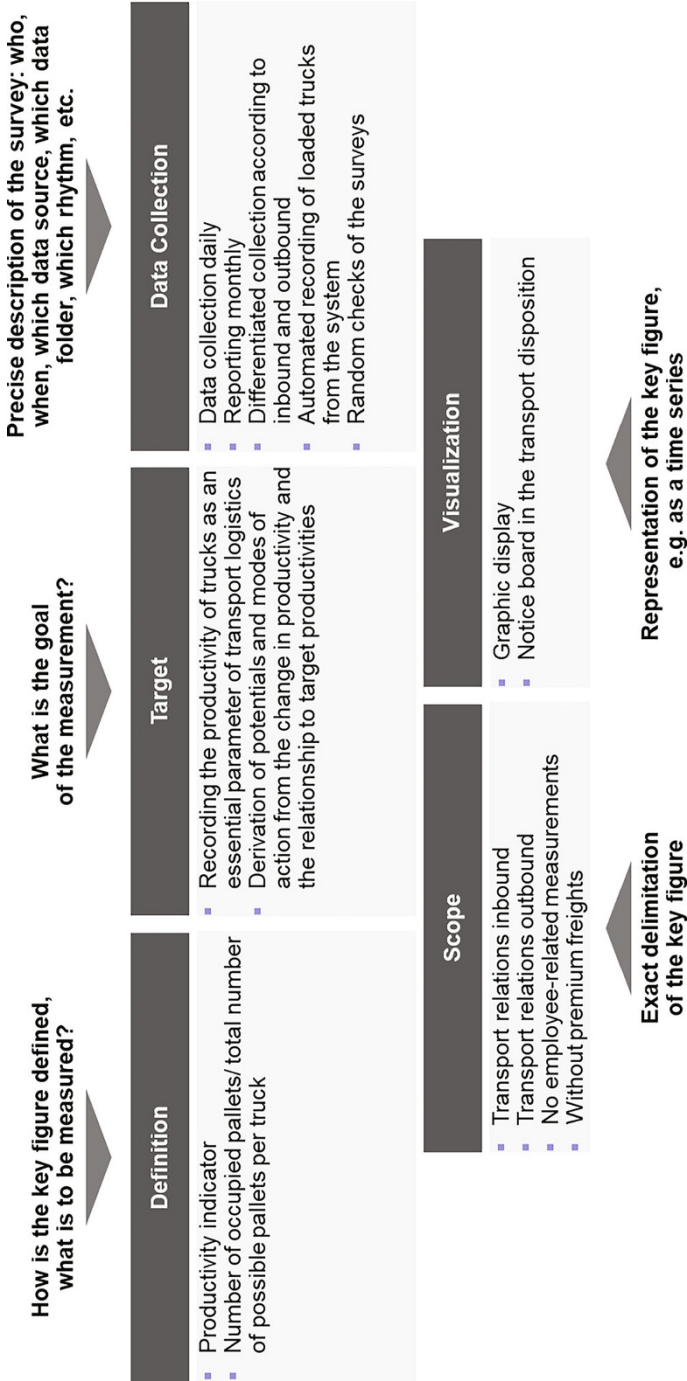 How is the key figure defined,
what is to be measured?
Definition
Productivity indicator
Number of occupied pallets/ total number
of possible pallets per truck
What is the goal
of the measurement?
Target
Recording the productivity of trucks as an
essential parameter of transport logistics
Derivation of potentials and modes of
action from the change in productivity and
the relationship to target productivities
Precise description of the survey: who,
when, which data source, which data
folder, which rhythm, etc.
Data Collection
Data collection daily
Reporting monthly
Differentiated collection according to
inbound and outbound
Automated recording of loaded trucks
from the system
Random checks of the surveys
Scope
Transport relations inbound
Transport relations outbound
No employee-related measurements
Without premium freights
Exact delimitation
of the key figure
Visualization
Graphic display
Notice board in the transport disposition
Representation of the key figure,
e.g. as a time series